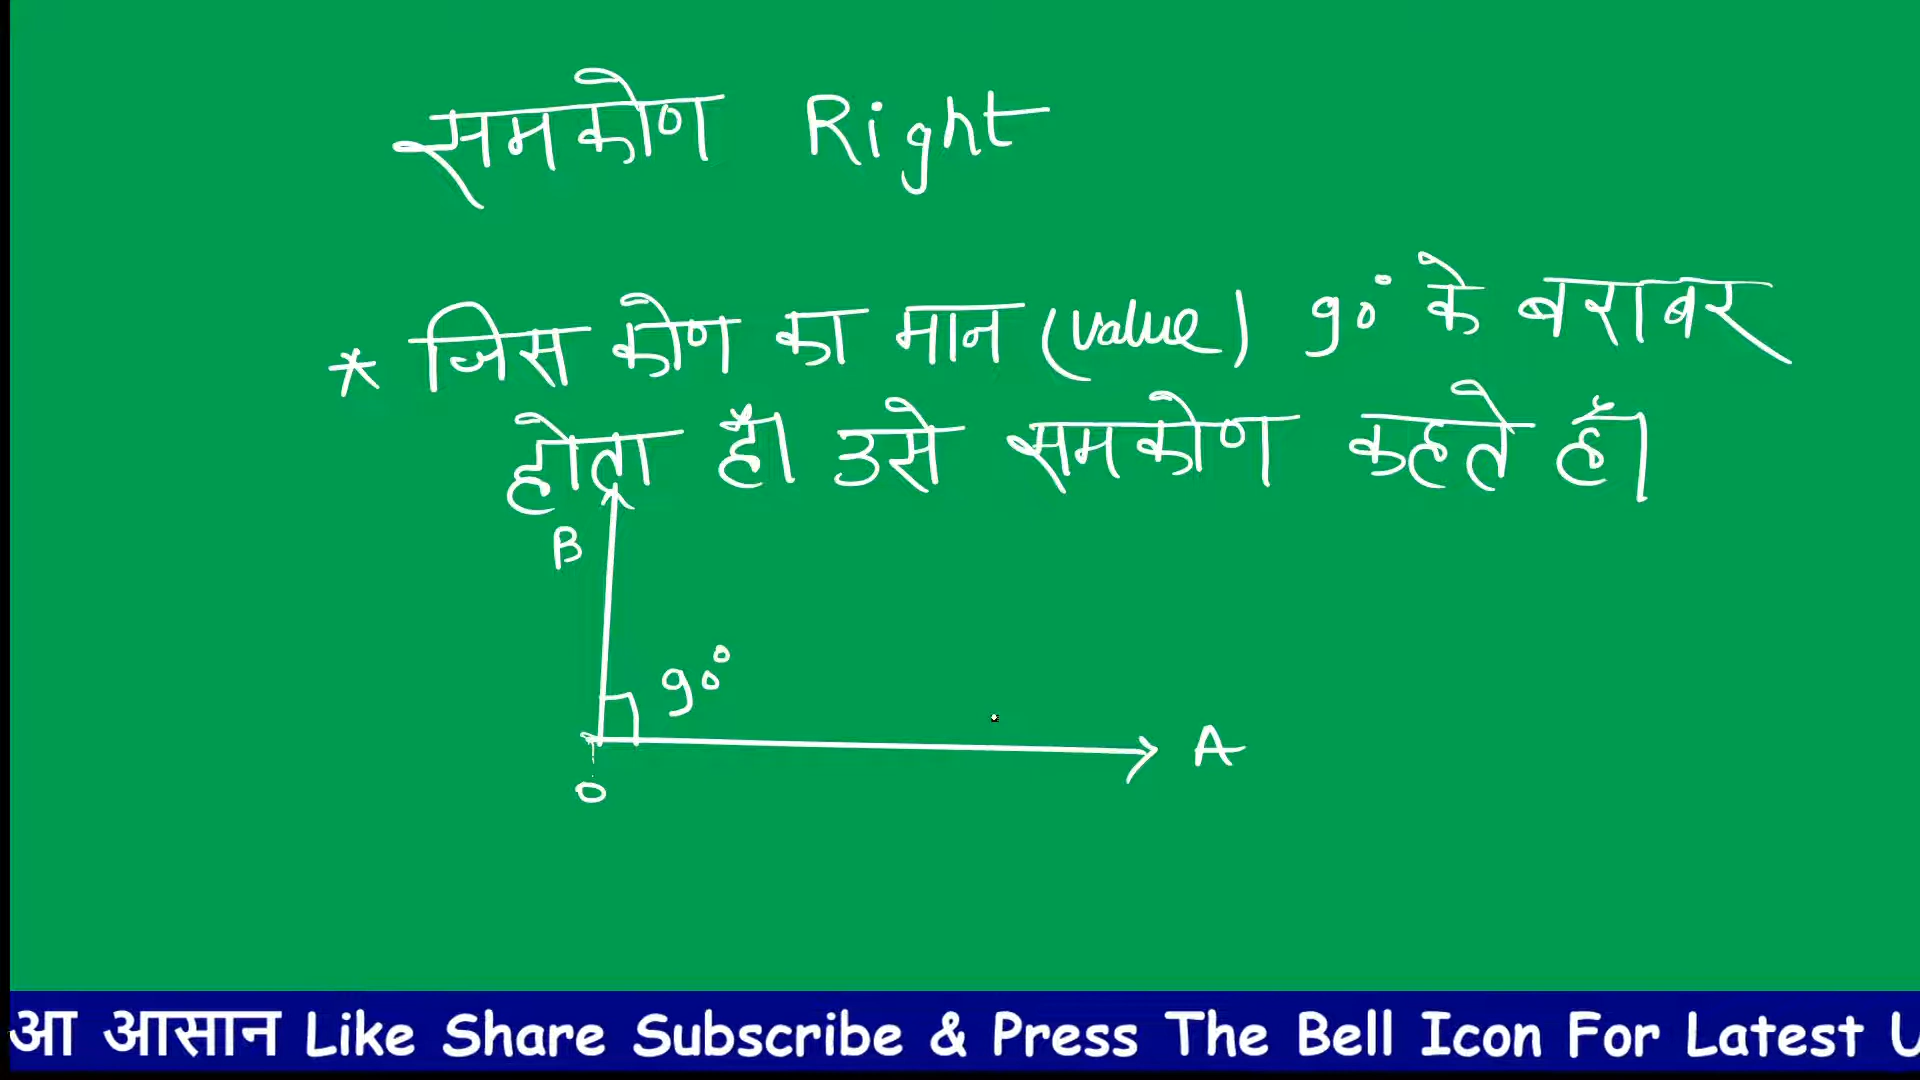 समकोण Right
* जिस कोण का मान (value) 90° के बराबर
होता है। उसे समकोण कहते हैं।
B
90°
A
O
आ आसान Like Share Subscribe & Press The Bell Icon For Latest U